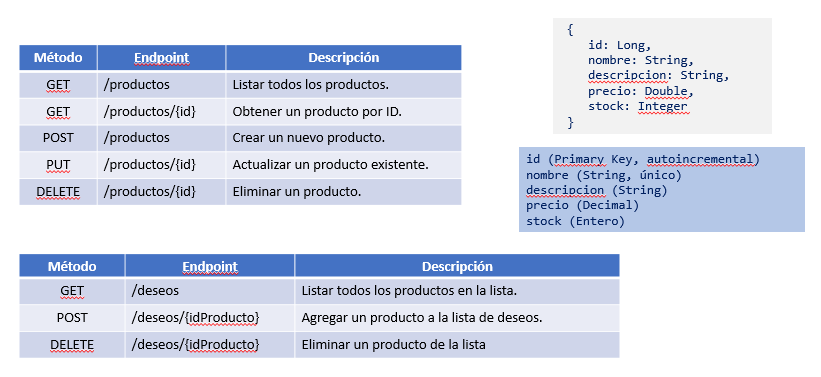 Método Endpoint Descripción
GET /productos Listar todos los productos.
GET /productos/{id} Obtener un producto por ID.
POST /productos Crear un nuevo producto.
PUT /productos/{id} Actualizar un producto existente.
DELETE /productos/{id} Eliminar un producto.
{
id: Long,
nombre: String,
descripcion: String,
precio: Double,
stock: Integer
}
id (Primary Key, autoincremental)
nombre (String, único)
descripcion (String)
precio (Decimal)
stock (Entero)
Método Endpoint Descripción
GET /deseos Listar todos los productos en la lista.
POST /deseos/{idProducto} Agregar un producto a la lista de deseos.
DELETE /deseos/{idProducto} Eliminar un producto de la lista